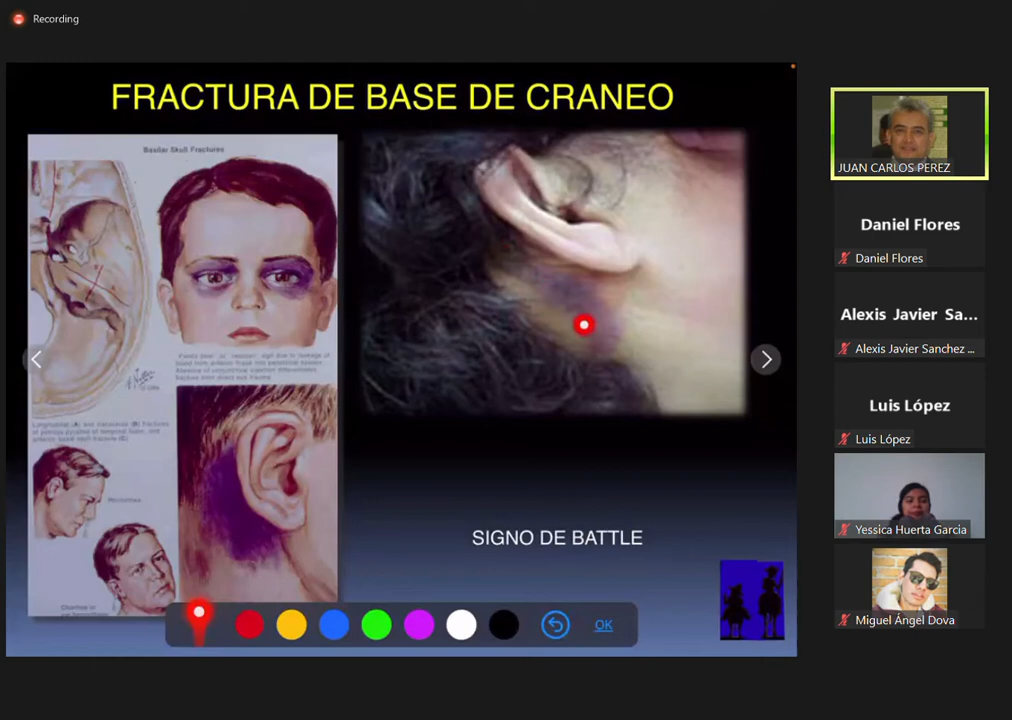 Recording
FRACTURA DE BASE DE CRANEO
Basilar Skull Fractures
SIGNO DE BATTLE
OK
JUAN CARLOS PEREZ
Daniel Flores
Daniel Flores
Alexis Javier Sa...
Alexis Javier Sanchez ...
Luis López
Luis López
Yessica Huerta Garcia
Miguel Ángel Dova